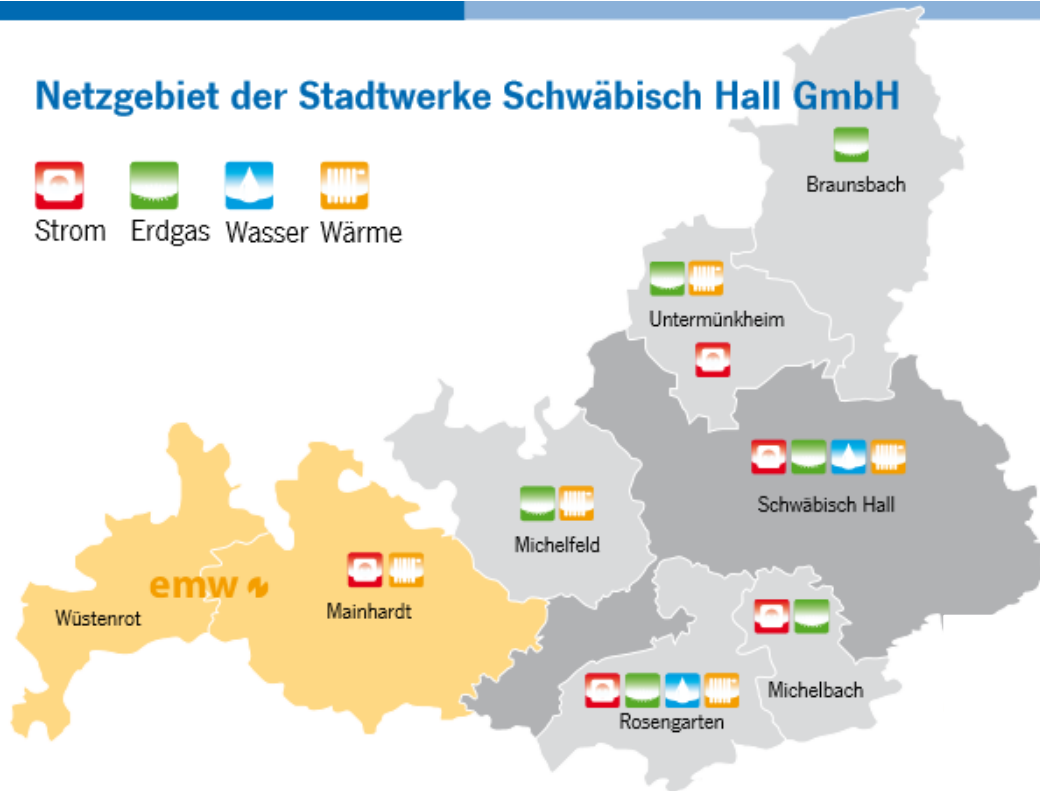 Netzgebiet der Stadtwerke Schwäbisch Hall GmbH
Strom Erdgas Wasser Wärme
Braunsbach
Untermünkheim
Schwäbisch Hall
Michelfeld
emw
Mainhardt
Wüstenrot
Michelbach
Rosengarten